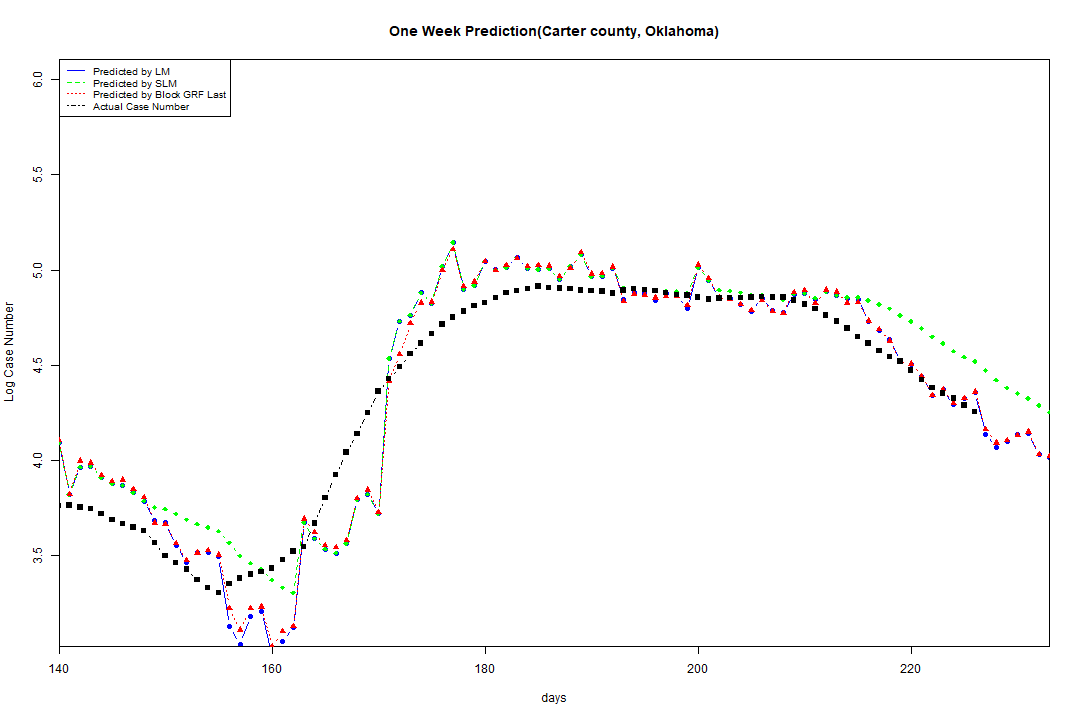 One Week Prediction(Carter county, Oklahoma)
Predicted by LM
Predicted by SLM
Predicted by Block GRF Last
Actual Case Number
6.0
5.5
5.0
4.5
4.0
3.5
Log Case Number
140 160 180 200 220
days